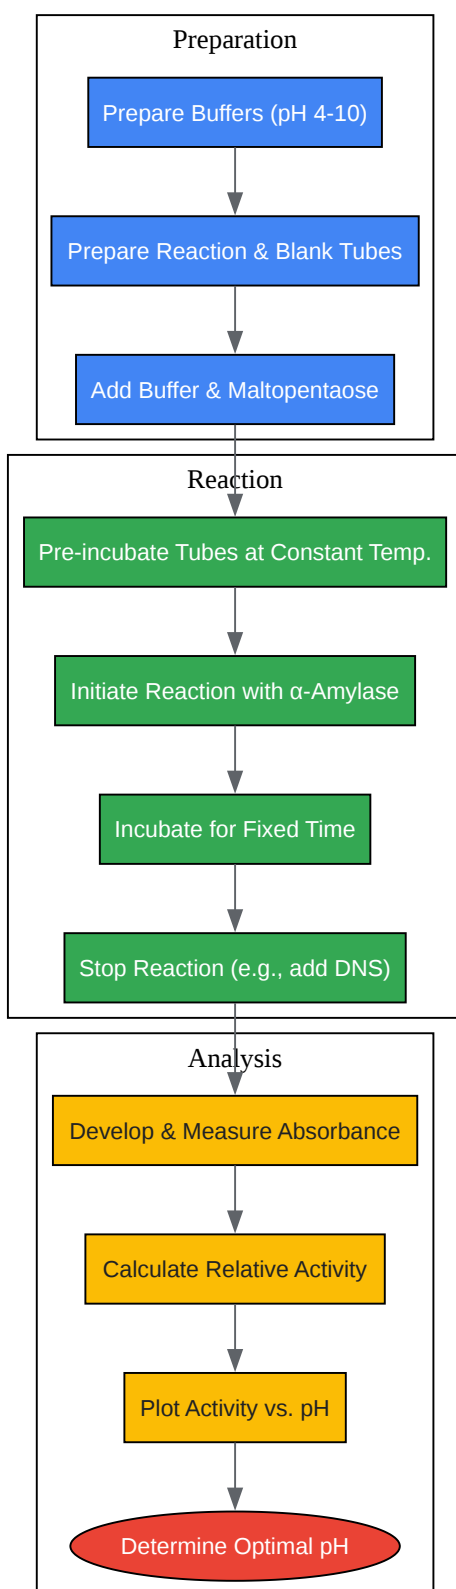 Preparation
Prepare Buffers (pH 4-10)
Prepare Reaction & Blank Tubes
Add Buffer & Maltopentaose
Reaction
Pre-incubate Tubes at Constant Temp.
Initiate Reaction with α-Amylase
Incubate for Fixed Time
Stop Reaction (e.g., add DNS)
Analysis
Develop & Measure Absorbance
Calculate Relative Activity
Plot Activity vs. pH
Determine Optimal pH